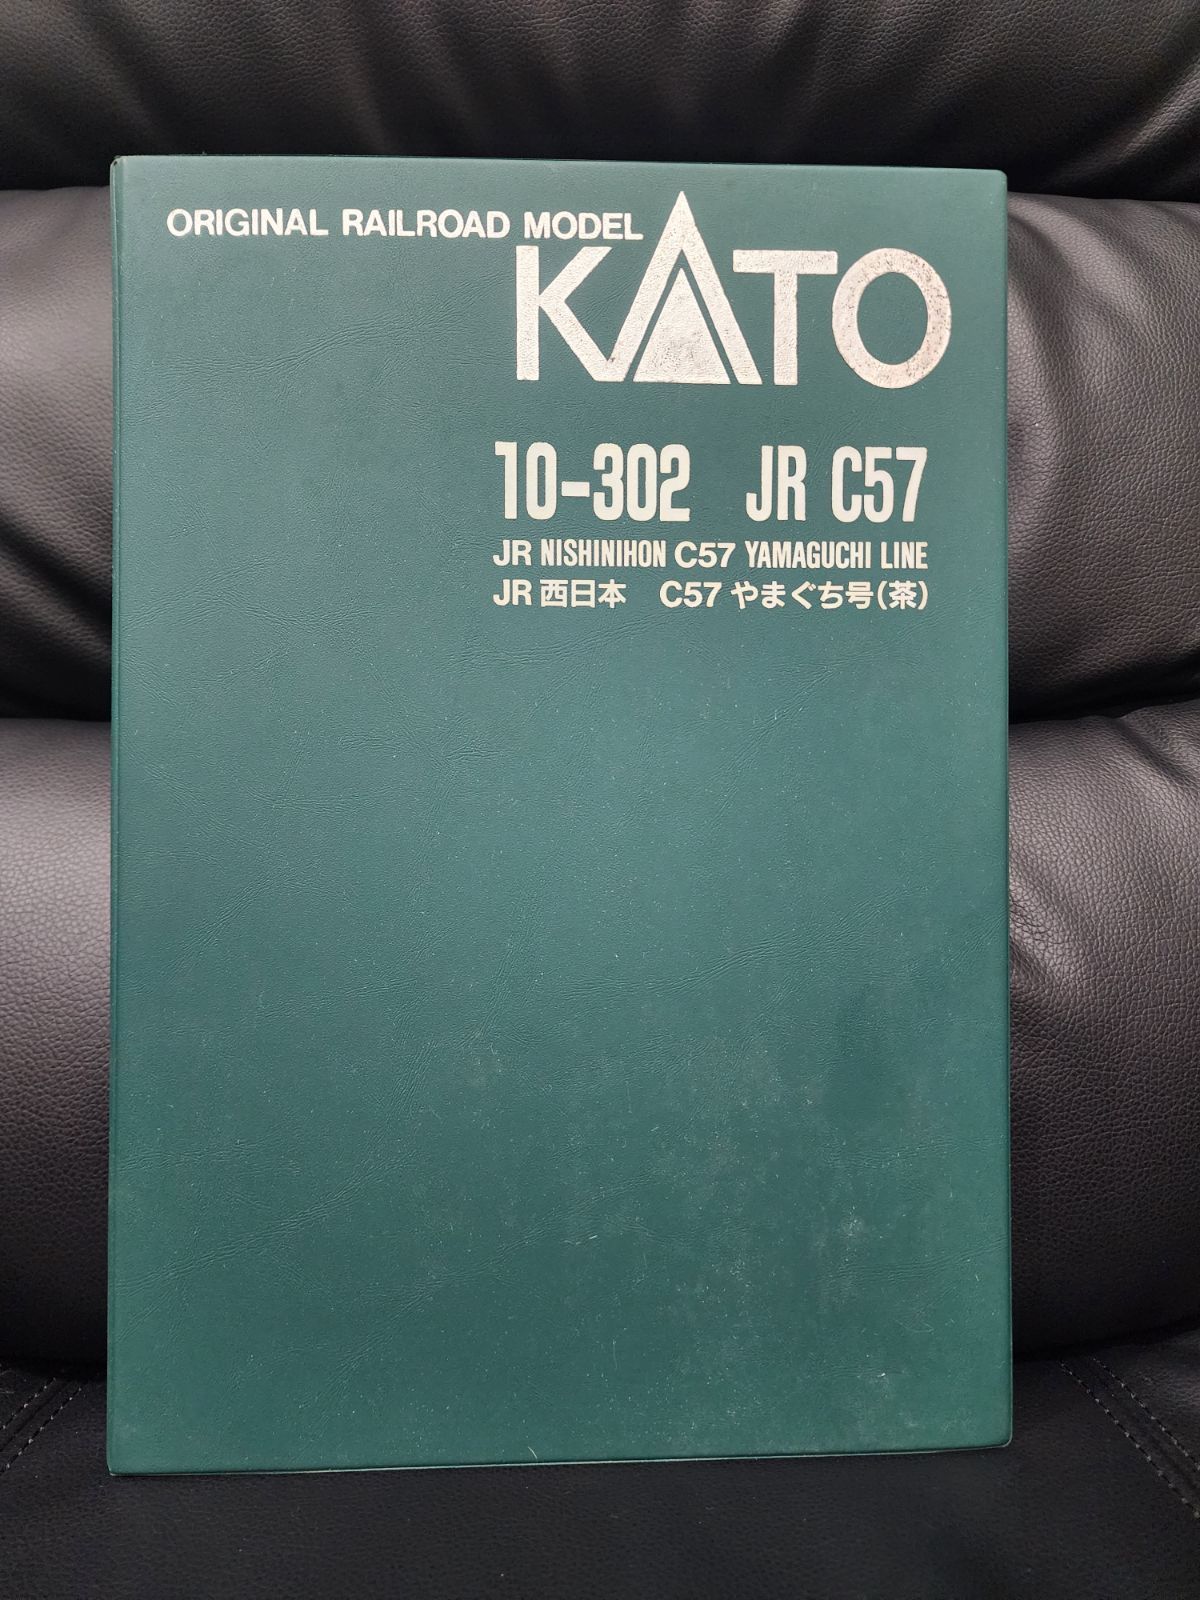 ORIGINAL RAILROAD MODEL
KATO
10-302 JR C57
JR NISHINIHON C57 YAMAGUCHI LINE
JR 西日本 C57 やまぐち号(茶)